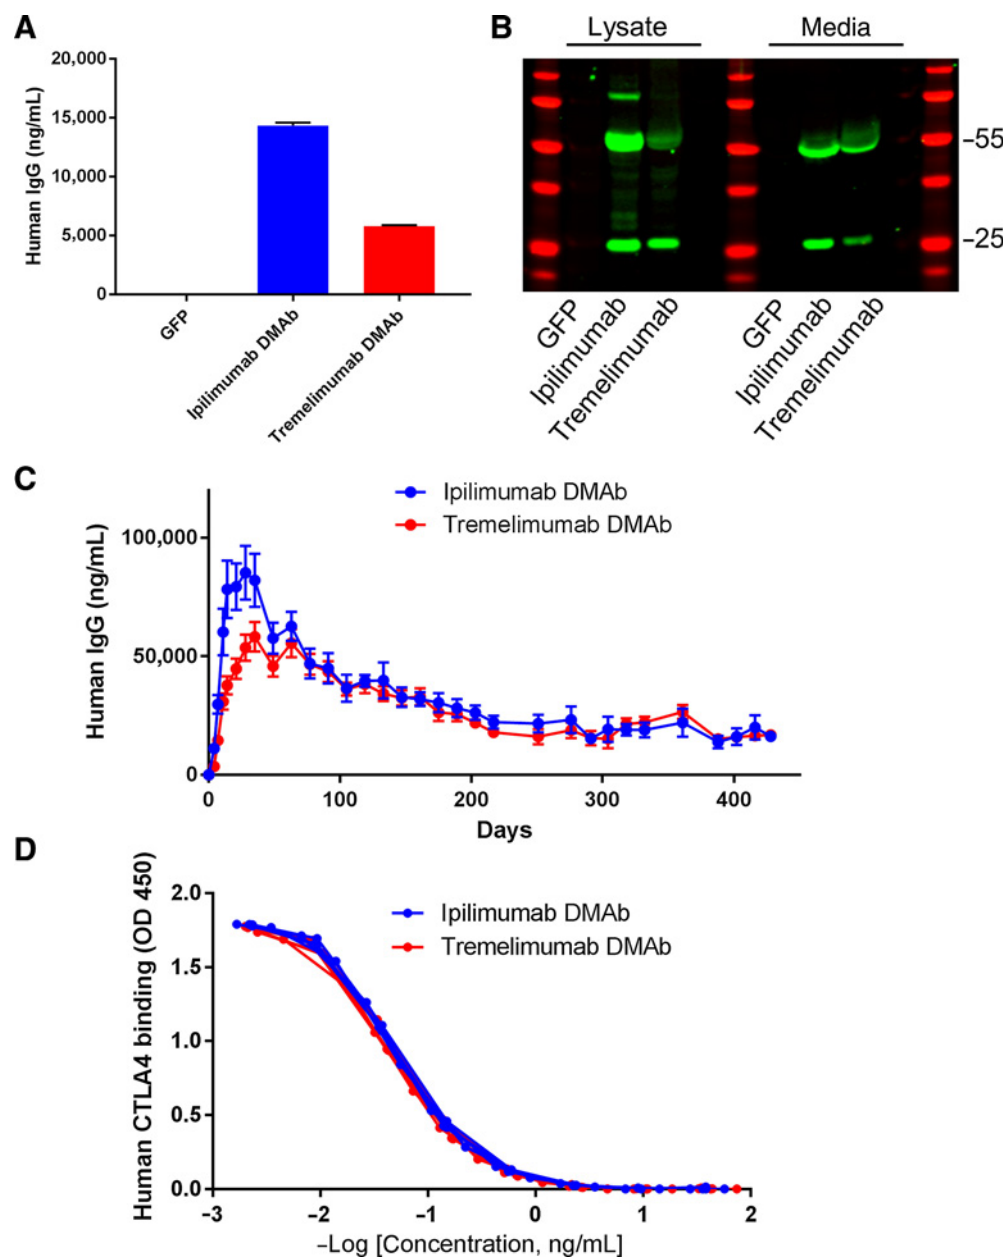 A
Human IgG (ng/mL)
20,000
15,000
10,000
5,000
0
GFP
Ipilimumab DMAb
Tremelimumab DMAb
B
Lysate
Media
–55
–25
GFP
Ipilimumab
Tremelimumab
GFP
Ipilimumab
Tremelimumab
C
Ipilimumab DMAb
Tremelimumab DMAb
Human IgG (ng/mL)
100,000
50,000
0
0 100 200 300 400
Days
D
Ipilimumab DMAb
Tremelimumab DMAb
Human CTLA4 binding (OD 450)
2.0
1.5
1.0
0.5
0.0
–3 –2 –1 0 1 2
–Log [Concentration, ng/mL]